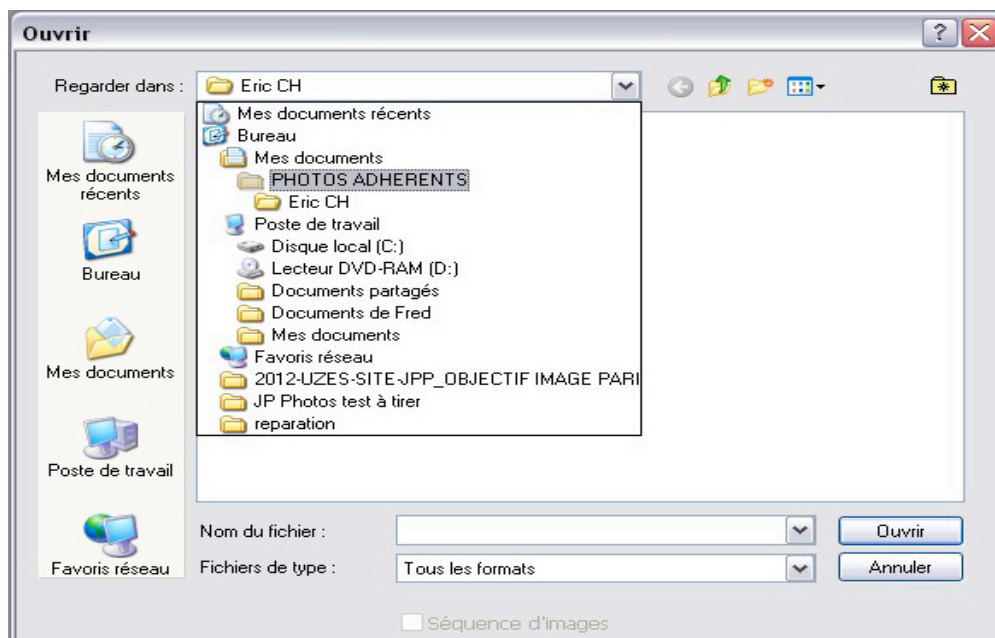 Ouvrir
Regarder dans :
Eric CH
Mes documents récents
Bureau
Mes documents
PHOTOS ADHERENTS
Eric CH
Poste de travail
Disque local (C:)
Lecteur DVD-RAM (D:)
Documents partagés
Documents de Fred
Mes documents
Favoris réseau
2012-UZES-SITE-JPP_OBJECTIF IMAGE PARI
JP Photos test à tirer
reparation
Mes documents
récents
Bureau
Mes documents
Poste de travail
Favoris réseau
Nom du fichier :
Ouvrir
Fichiers de type :
Tous les formats
Annuler
Séquence d'images